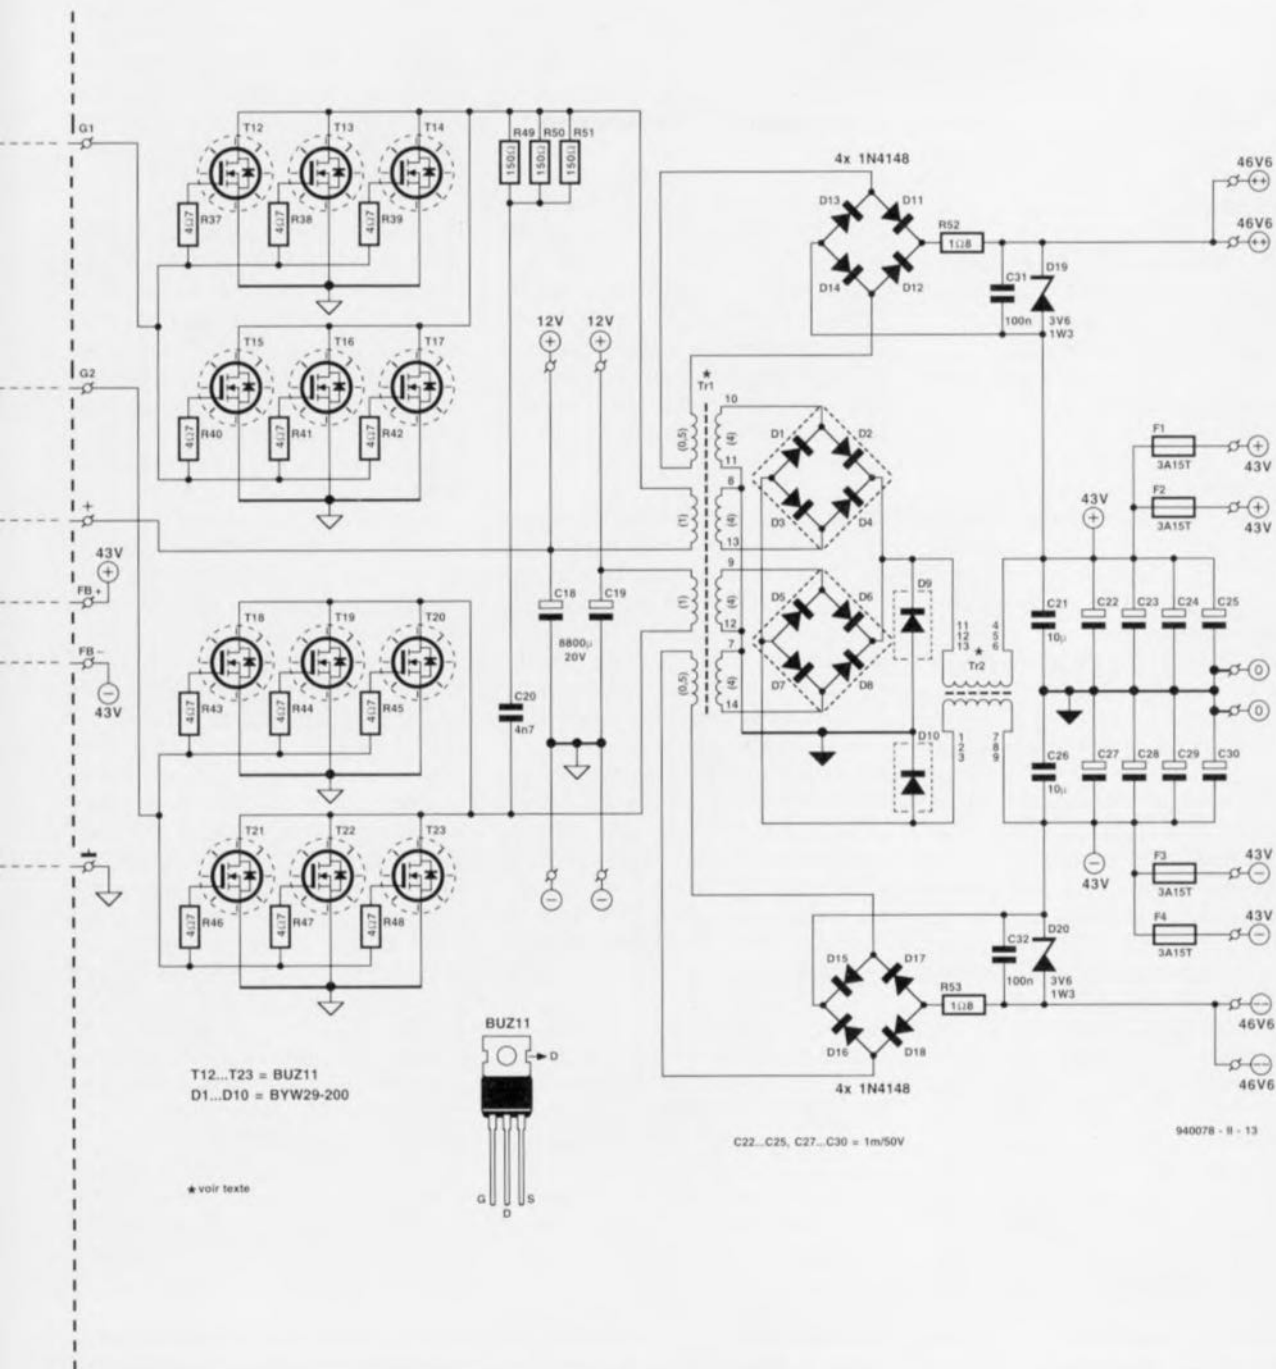 G1
T12
T13
T14
R37
4Ω7
R38
4Ω7
R39
4Ω7
R49
150Ω
R50
150Ω
R51
150Ω
4x 1N4148
D13
D11
D14
D12
R52
1Ω8
C31
100n
D19
3V6
1W3
46V6
++
46V6
++
G2
T15
T16
T17
R40
4Ω7
R41
4Ω7
R42
4Ω7
12V
+
12V
+
★
Tr1
10
11
8
13
9
12
7
14
(0,5)
(4)
(1)
(4)
(1)
(4)
(0,5)
(4)
D1
D2
D3
D4
D5
D6
D7
D8
D9
D10
F1
3A15T
+
43V
F2
3A15T
+
43V
43V
+
+
43V
+
FB +
FB −
−
43V
T18
T19
T20
R43
4Ω7
R44
4Ω7
R45
4Ω7
C18
C19
8800µ
20V
C20
4n7
11
12
13
4
5
6
★
Tr2
1
2
3
7
8
9
C21
10µ
C22
C23
C24
C25
0
0
C26
10µ
C27
C28
C29
C30
T21
T22
T23
R46
4Ω7
R47
4Ω7
R48
4Ω7
−
−
−
43V
F3
3A15T
43V
−
F4
3A15T
43V
−
D15
D17
D16
D18
4x 1N4148
R53
1Ω8
C32
100n
D20
3V6
1W3
−−
46V6
−−
46V6
BUZ11
D
G
D
S
T12...T23 = BUZ11
D1...D10 = BYW29-200
★ voir texte
C22...C25, C27...C30 = 1m/50V
940078 - II - 13